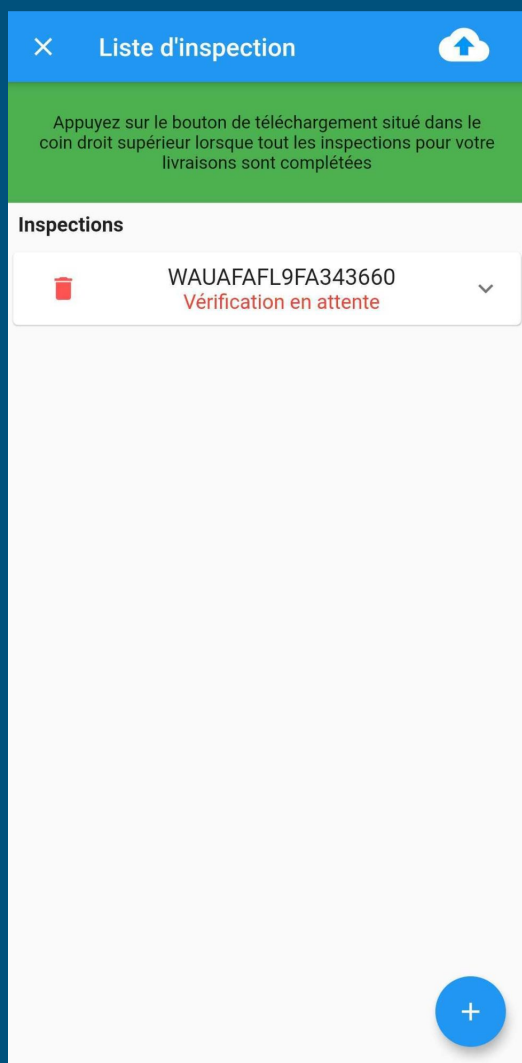 Liste d'inspection
Appuyez sur le bouton de téléchargement situé dans le
coin droit supérieur lorsque tout les inspections pour votre
livraisons sont complétées
Inspections
WAUAFAFL9FA343660
Vérification en attente